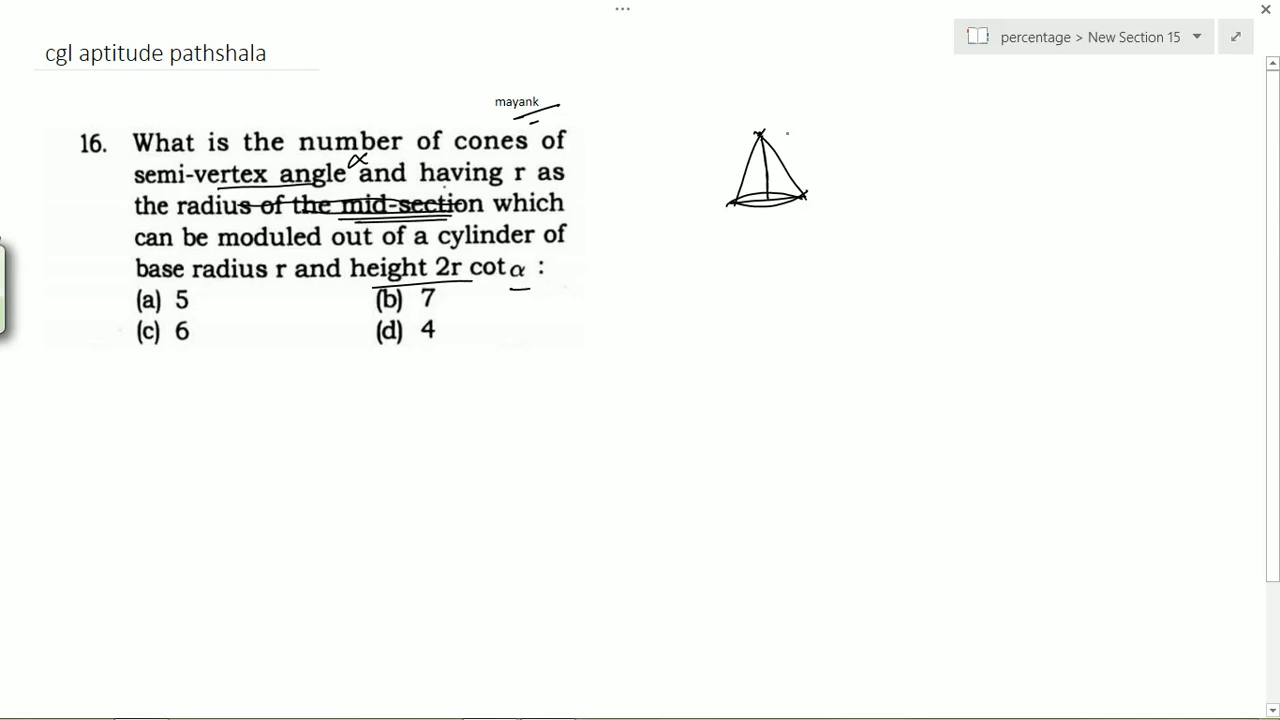 percentage > New Section 15
cgl aptitude pathshala
mayank
16. What is the number of cones of
semi-vertex angle α and having r as
the radius of the mid-section which
can be moduled out of a cylinder of
base radius r and height 2r cot α :
(a) 5 (b) 7
(c) 6 (d) 4